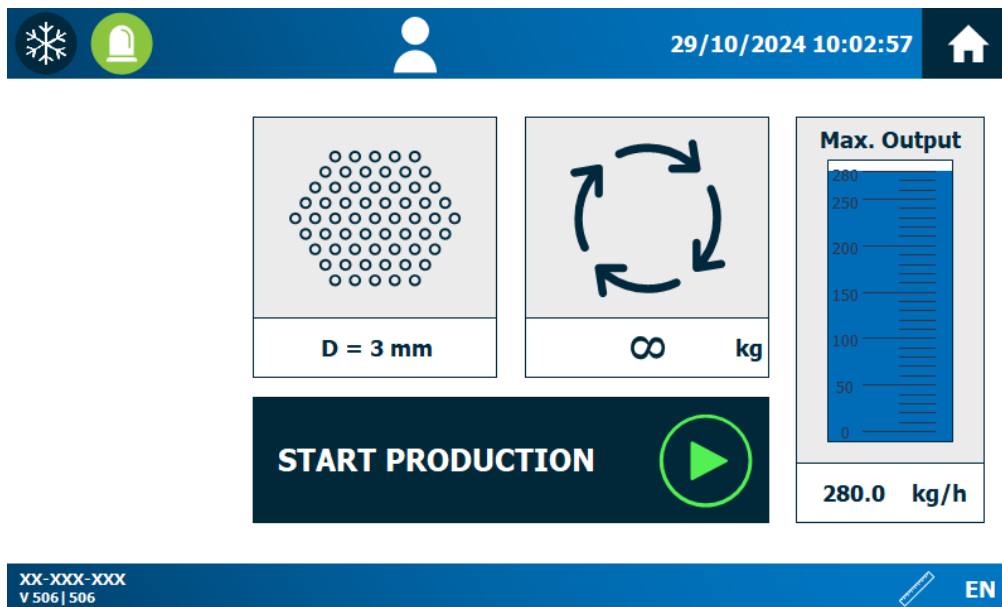 29/10/2024 10:02:57
D = 3 mm
∞ kg
Max. Output
280
250
200
150
100
50
0
280.0 kg/h
START PRODUCTION
XX-XXX-XXX
V 506 | 506
EN